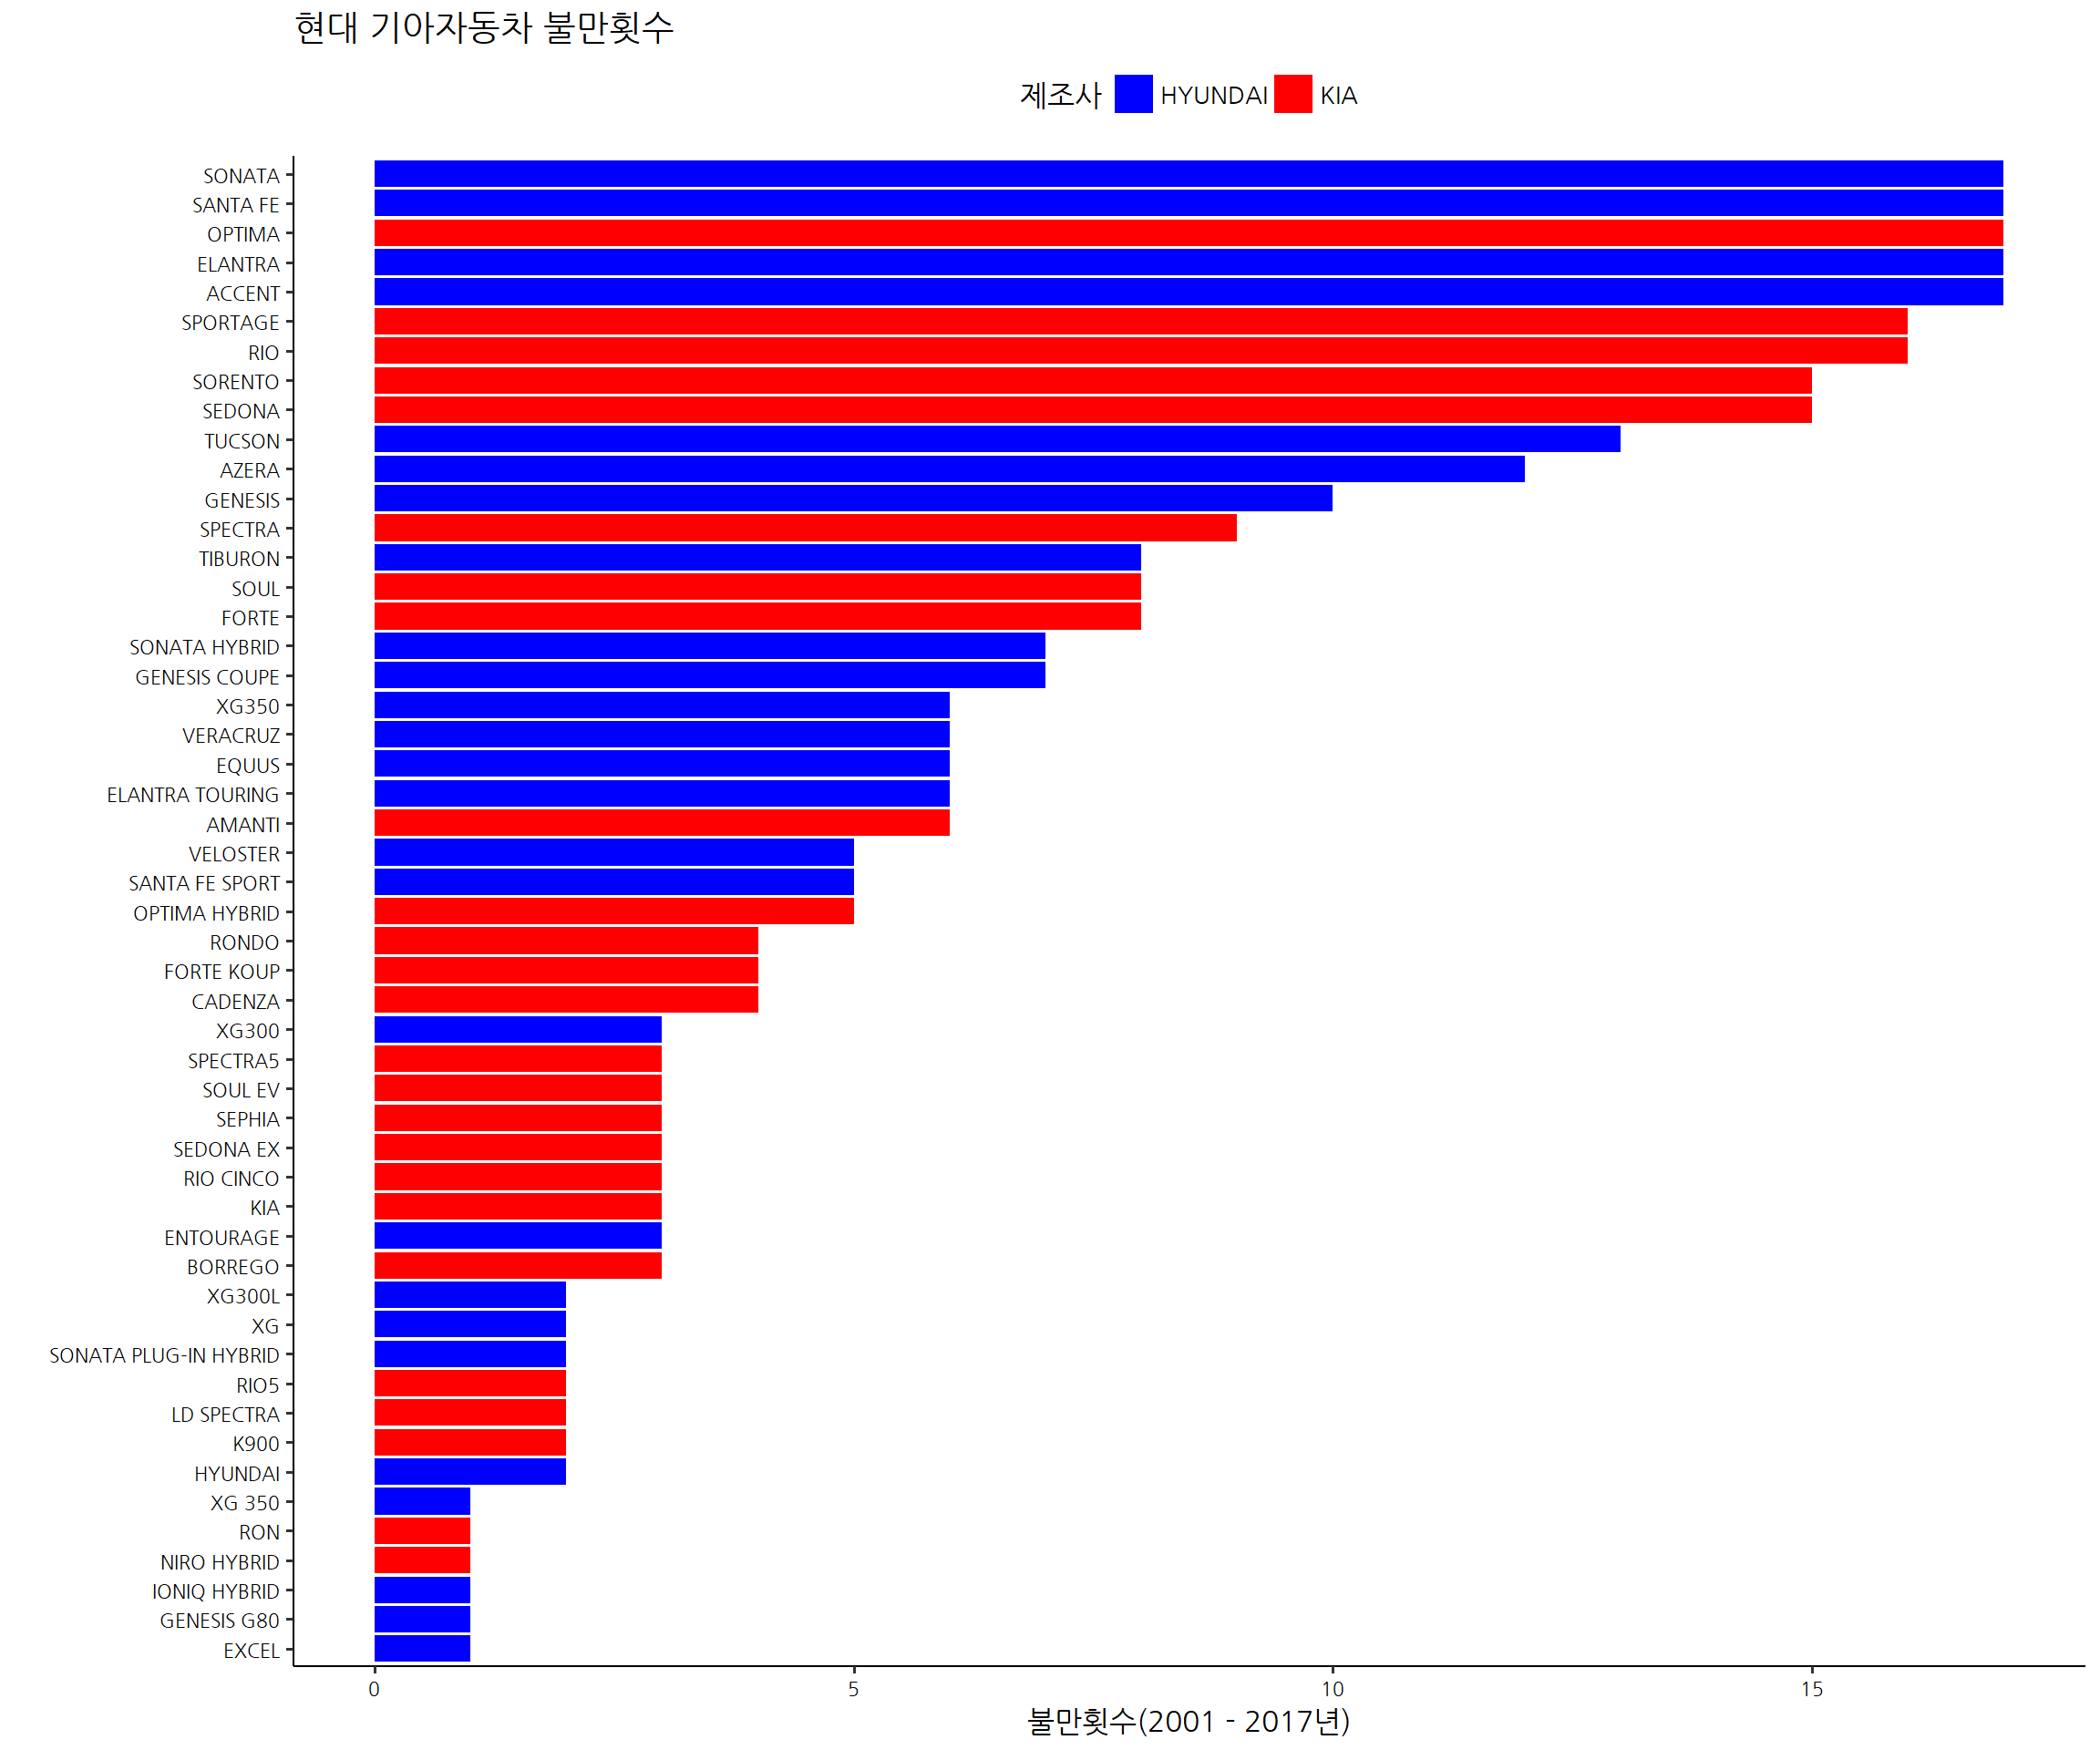 현대 기아자동차 불만횟수
제조사 HYUNDAI KIA
SONATA
SANTA FE
OPTIMA
ELANTRA
ACCENT
SPORTAGE
RIO
SORENTO
SEDONA
TUCSON
AZERA
GENESIS
SPECTRA
TIBURON
SOUL
FORTE
SONATA HYBRID
GENESIS COUPE
XG350
VERACRUZ
EQUUS
ELANTRA TOURING
AMANTI
VELOSTER
SANTA FE SPORT
OPTIMA HYBRID
RONDO
FORTE KOUP
CADENZA
XG300
SPECTRA5
SOUL EV
SEPHIA
SEDONA EX
RIO CINCO
KIA
ENTOURAGE
BORREGO
XG300L
XG
SONATA PLUG-IN HYBRID
RIO5
LD SPECTRA
K900
HYUNDAI
XG 350
RON
NIRO HYBRID
IONIQ HYBRID
GENESIS G80
EXCEL
0 5 10 15
불만횟수(2001 - 2017년)